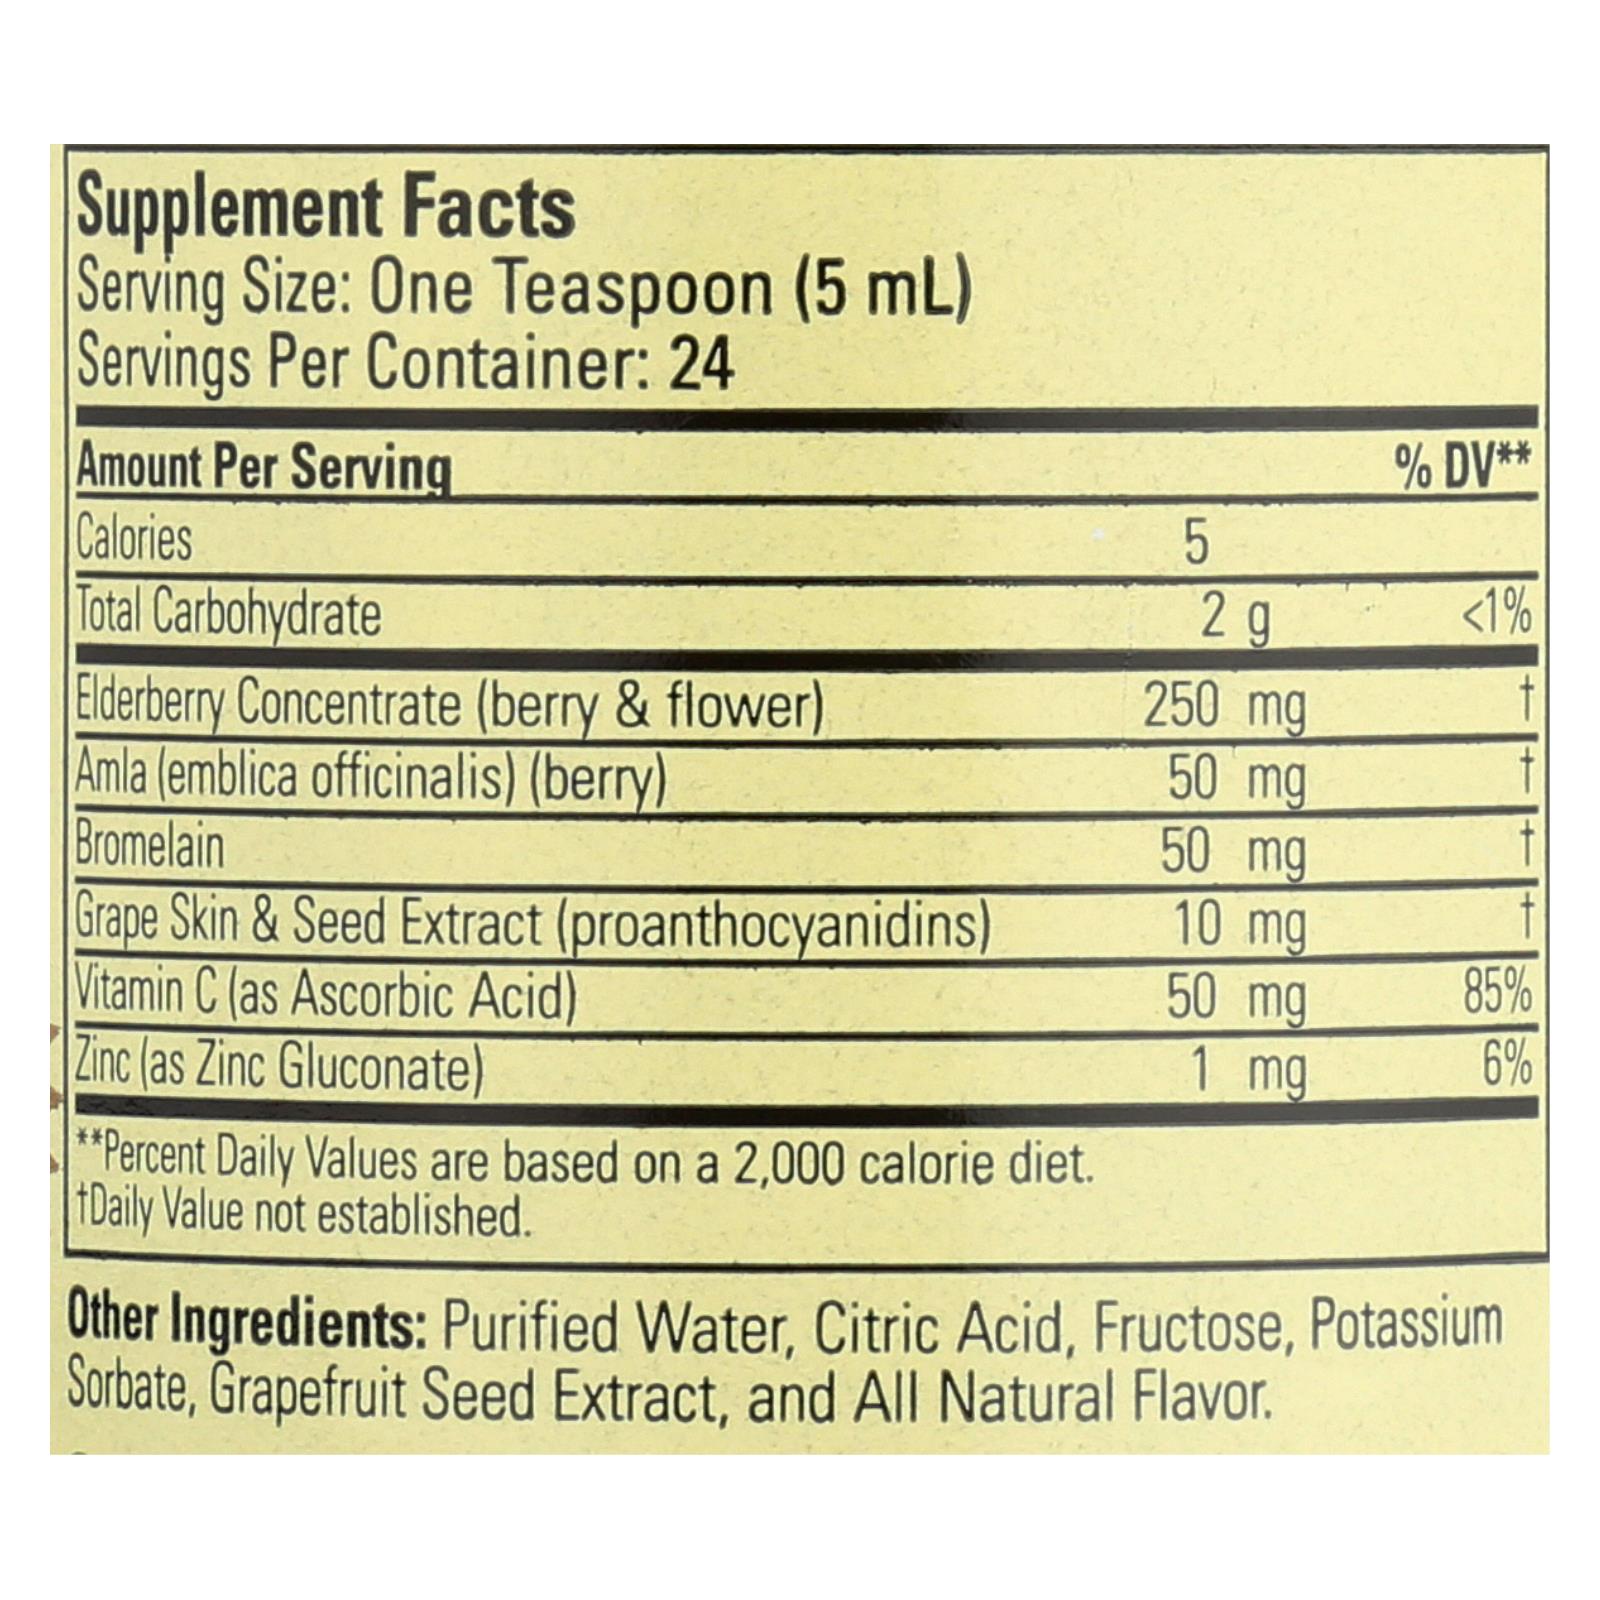 Supplement Facts
Serving Size: One Teaspoon (5 mL)
Servings Per Container: 24
Amount Per Serving % DV**
Calories 5
Total Carbohydrate 2 g <1%
Elderberry Concentrate (berry & flower) 250 mg †
Amla (emblica officinalis) (berry) 50 mg †
Bromelain 50 mg †
Grape Skin & Seed Extract (proanthocyanidins) 10 mg †
Vitamin C (as Ascorbic Acid) 50 mg 85%
Zinc (as Zinc Gluconate) 1 mg 6%
**Percent Daily Values are based on a 2,000 calorie diet.
†Daily Value not established.
Other Ingredients: Purified Water, Citric Acid, Fructose, Potassium
Sorbate, Grapefruit Seed Extract, and All Natural Flavor.